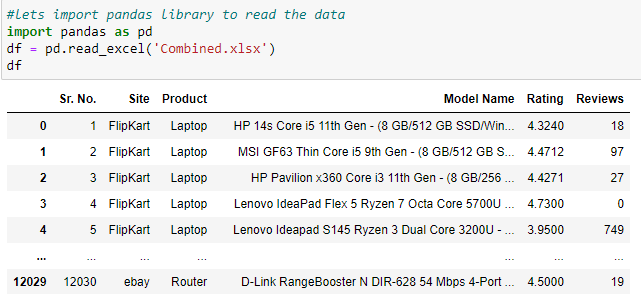 #lets import pandas library to read the data
import pandas as pd
df = pd.read_excel('Combined.xlsx')
df
Sr. No. Site Product Model Name Rating Reviews
0 1 FlipKart Laptop HP 14s Core i5 11th Gen - (8 GB/512 GB SSD/Win... 4.3240 18
1 2 FlipKart Laptop MSI GF63 Thin Core i5 9th Gen - (8 GB/512 GB S... 4.4712 97
2 3 FlipKart Laptop HP Pavilion x360 Core i3 11th Gen - (8 GB/256 ... 4.4271 27
3 4 FlipKart Laptop Lenovo IdeaPad Flex 5 Ryzen 7 Octa Core 5700U ... 4.7300 0
4 5 FlipKart Laptop Lenovo Ideapad S145 Ryzen 3 Dual Core 3200U - ... 3.9500 749
... ... ... ... ... ... ...
12029 12030 ebay Router D-Link RangeBooster N DIR-628 54 Mbps 4-Port ... 4.5000 19